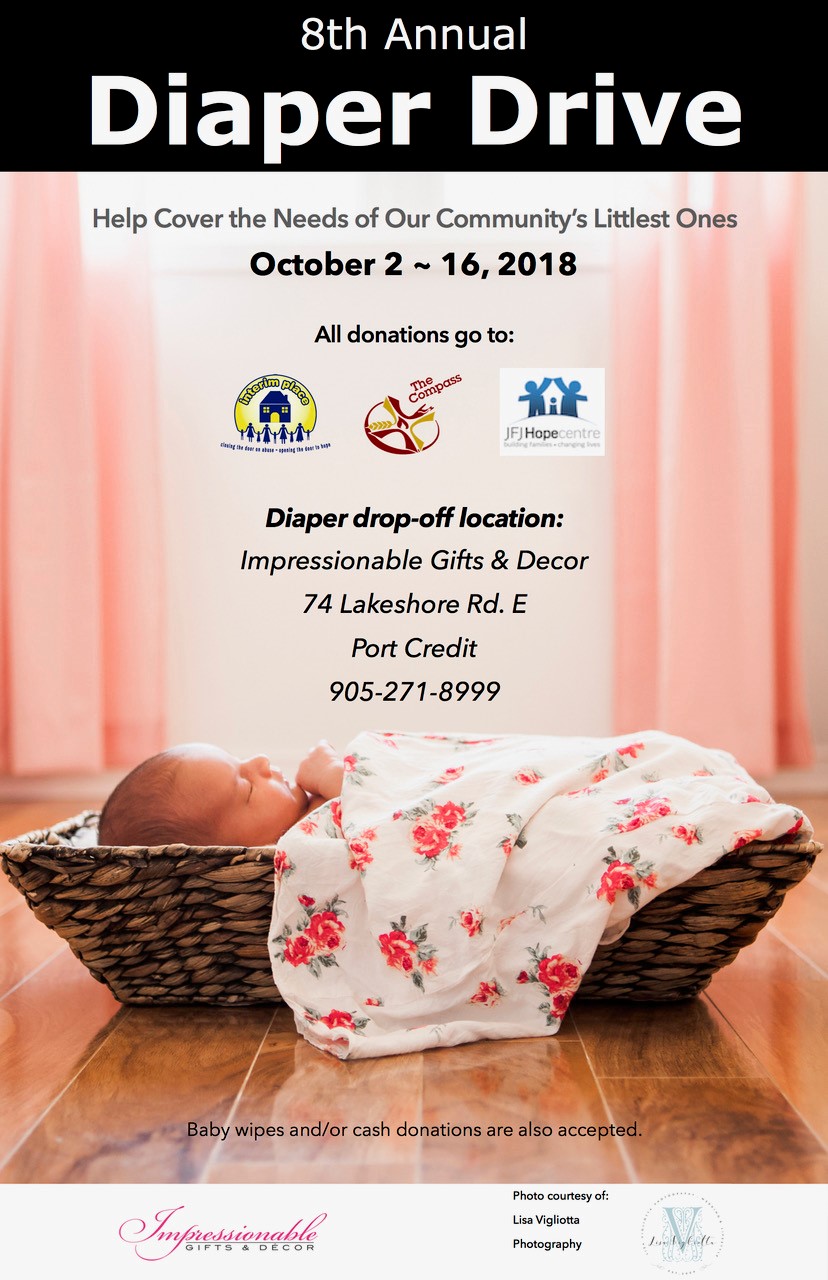 8th Annual
Diaper Drive
Help Cover the Needs of Our Community's Littlest Ones
October 2 ~ 16, 2018
All donations go to:
interim place
closing the door on abuse • opening the door to hope
The
Compass
JFJ Hopecentre
building families • changing lives
Diaper drop-off location:
Impressionable Gifts & Decor
74 Lakeshore Rd. E
Port Credit
905-271-8999
Baby wipes and/or cash donations are also accepted.
Impressionable
GIFTS & DÉCOR
Photo courtesy of:
Lisa Vigliotta
Photography
V
Lisa Vigliotta